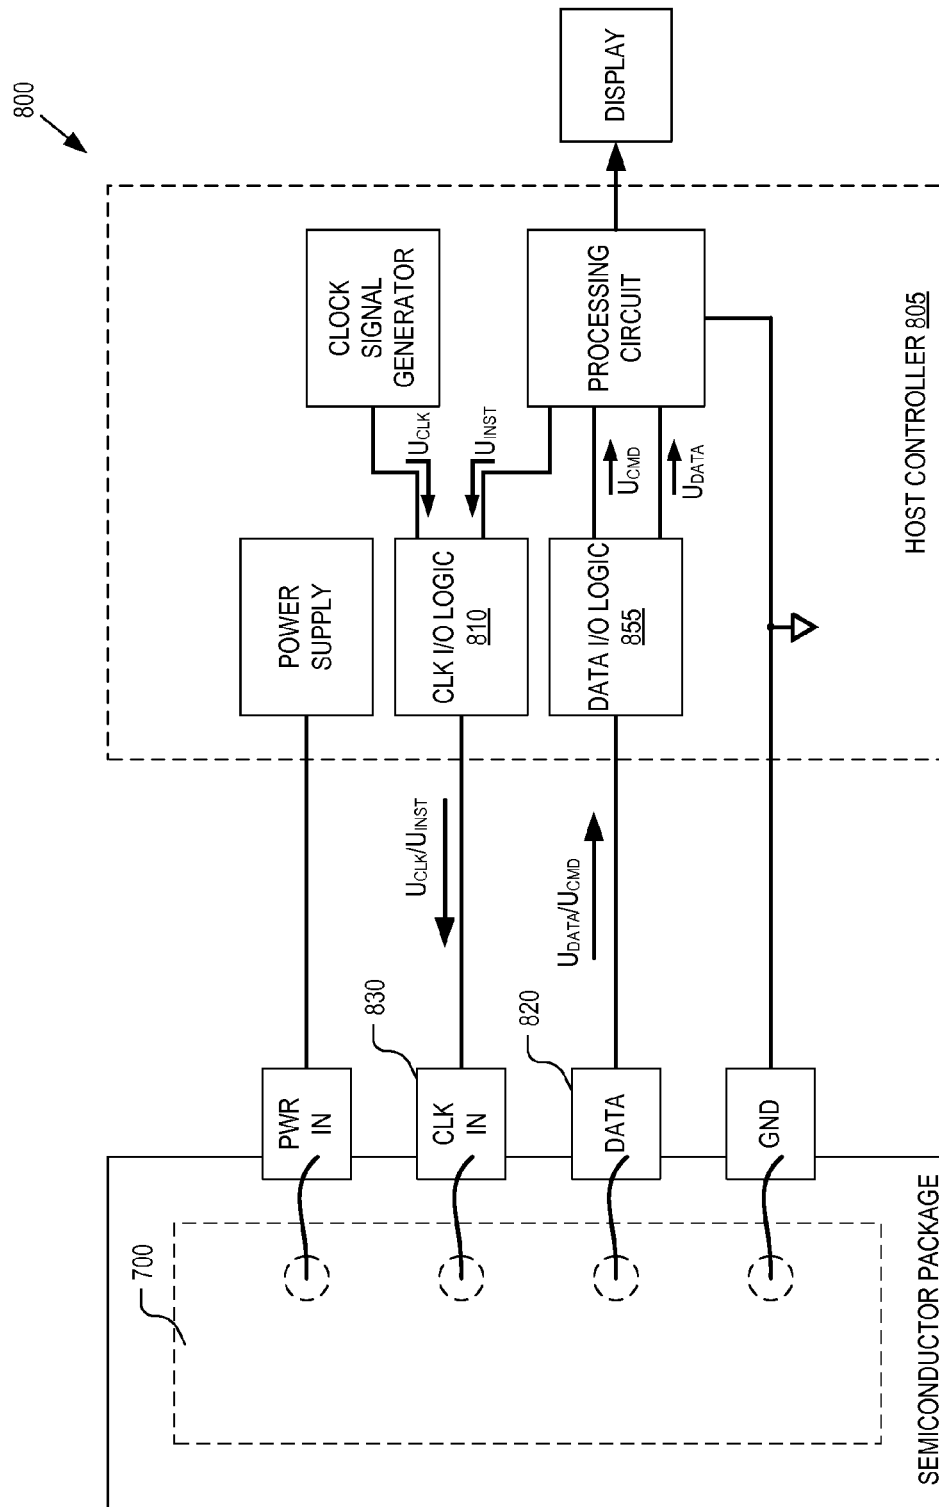 800
DISPLAY
CLOCK
SIGNAL
GENERATOR
PROCESSING
CIRCUIT
UCLK
UINST
UCMD
UDATA
HOST CONTROLLER 805
POWER
SUPPLY
CLK I/O LOGIC
810
DATA I/O LOGIC
855
UCLK/UINST
UDATA/UCMD
830
820
PWR
IN
CLK
IN
DATA
GND
700
SEMICONDUCTOR PACKAGE